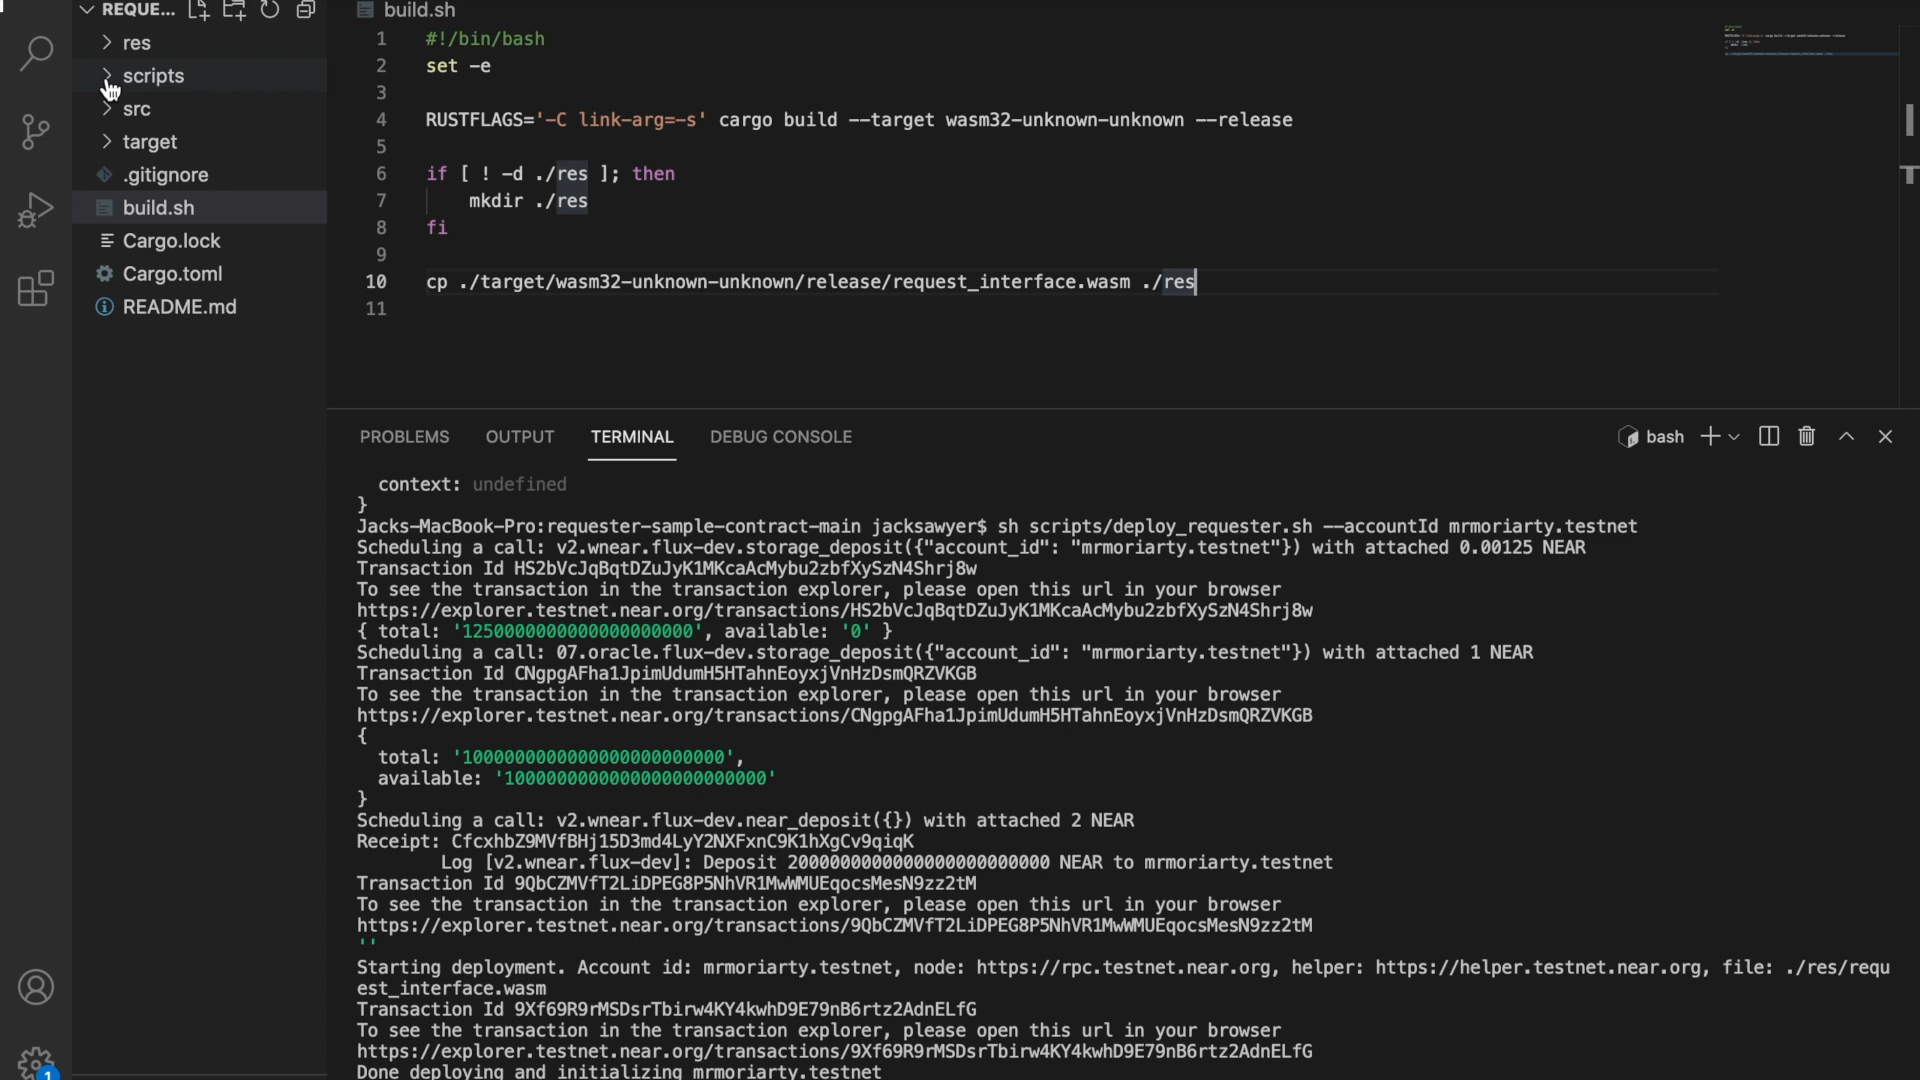 REQUE...
res
scripts
src
target
.gitignore
build.sh
Cargo.lock
Cargo.toml
README.md
1
build.sh
1 #!/bin/bash
2 set -e
3
4 RUSTFLAGS='-C link-arg=-s' cargo build --target wasm32-unknown-unknown --release
5
6 if [ ! -d ./res ]; then
7 mkdir ./res
8 fi
9
10 cp ./target/wasm32-unknown-unknown/release/request_interface.wasm ./res
11
PROBLEMS OUTPUT TERMINAL DEBUG CONSOLE bash
context: undefined
}
Jacks-MacBook-Pro:requester-sample-contract-main jacksawyer$ sh scripts/deploy_requester.sh --accountId mrmoriarty.testnet
Scheduling a call: v2.wnear.flux-dev.storage_deposit({"account_id": "mrmoriarty.testnet"}) with attached 0.00125 NEAR
Transaction Id HS2bVcJqBqtDZuJyK1MKcaAcMybu2zbfXySzN4Shrj8w
To see the transaction in the transaction explorer, please open this url in your browser
https://explorer.testnet.near.org/transactions/HS2bVcJqBqtDZuJyK1MKcaAcMybu2zbfXySzN4Shrj8w
{ total: '1250000000000000000000', available: '0' }
Scheduling a call: 07.oracle.flux-dev.storage_deposit({"account_id": "mrmoriarty.testnet"}) with attached 1 NEAR
Transaction Id CNgpgAFha1JpimUdumH5HTahnEoyxjVnHzDsmQRZVKGB
To see the transaction in the transaction explorer, please open this url in your browser
https://explorer.testnet.near.org/transactions/CNgpgAFha1JpimUdumH5HTahnEoyxjVnHzDsmQRZVKGB
{
total: '1000000000000000000000000',
available: '1000000000000000000000000'
}
Scheduling a call: v2.wnear.flux-dev.near_deposit({}) with attached 2 NEAR
Receipt: CfcxhbZ9MVfBHj15D3md4LyY2NXFxnC9K1hXgCv9qiqK
Log [v2.wnear.flux-dev]: Deposit 2000000000000000000000000 NEAR to mrmoriarty.testnet
Transaction Id 9QbCZMVfT2LiDPEG8P5NhVR1MwWMUEqocsMesN9zz2tM
To see the transaction in the transaction explorer, please open this url in your browser
https://explorer.testnet.near.org/transactions/9QbCZMVfT2LiDPEG8P5NhVR1MwWMUEqocsMesN9zz2tM
''
Starting deployment. Account id: mrmoriarty.testnet, node: https://rpc.testnet.near.org, helper: https://helper.testnet.near.org, file: ./res/requ
est_interface.wasm
Transaction Id 9Xf69R9rMSDsrTbirw4KY4kwhD9E79nB6rtz2AdnELfG
To see the transaction in the transaction explorer, please open this url in your browser
https://explorer.testnet.near.org/transactions/9Xf69R9rMSDsrTbirw4KY4kwhD9E79nB6rtz2AdnELfG
Done deploying and initializing mrmoriarty.testnet